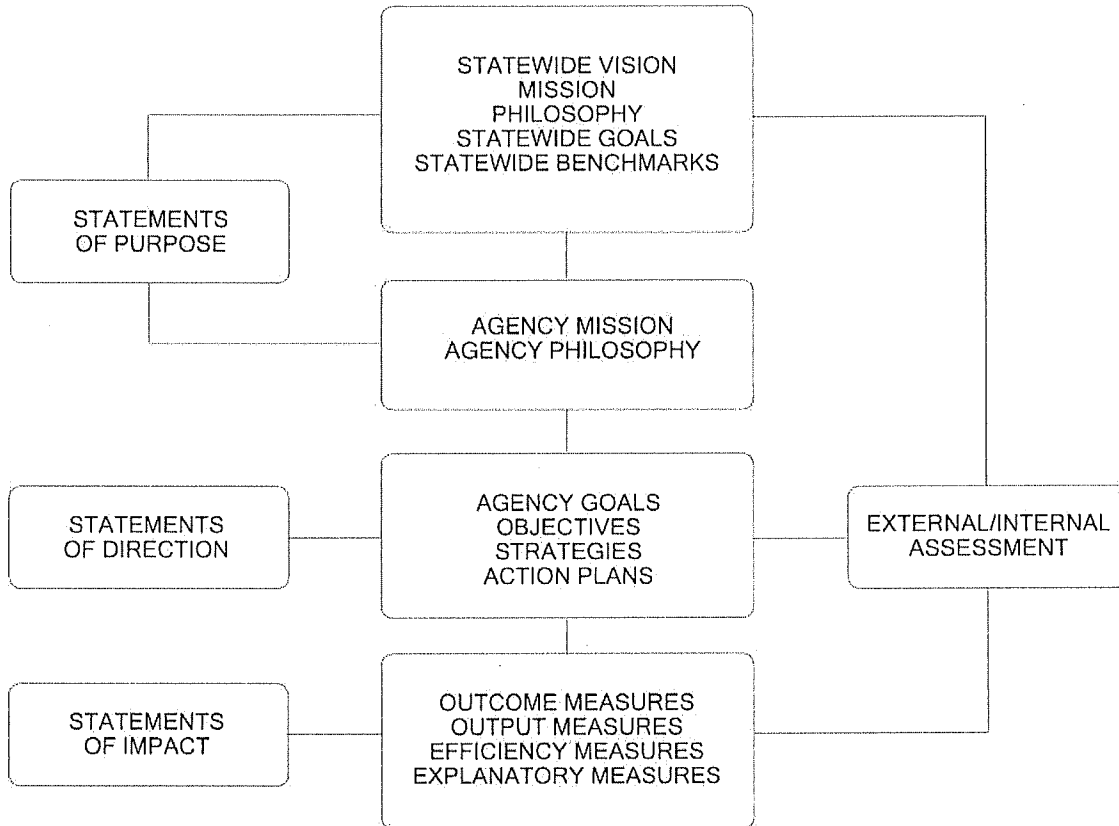 STATEWIDE VISION
MISSION
PHILOSOPHY
STATEWIDE GOALS
STATEWIDE BENCHMARKS
STATEMENTS
OF PURPOSE
AGENCY MISSION
AGENCY PHILOSOPHY
STATEMENTS
OF DIRECTION
AGENCY GOALS
OBJECTIVES
STRATEGIES
ACTION PLANS
EXTERNAL/INTERNAL
ASSESSMENT
STATEMENTS
OF IMPACT
OUTCOME MEASURES
OUTPUT MEASURES
EFFICIENCY MEASURES
EXPLANATORY MEASURES